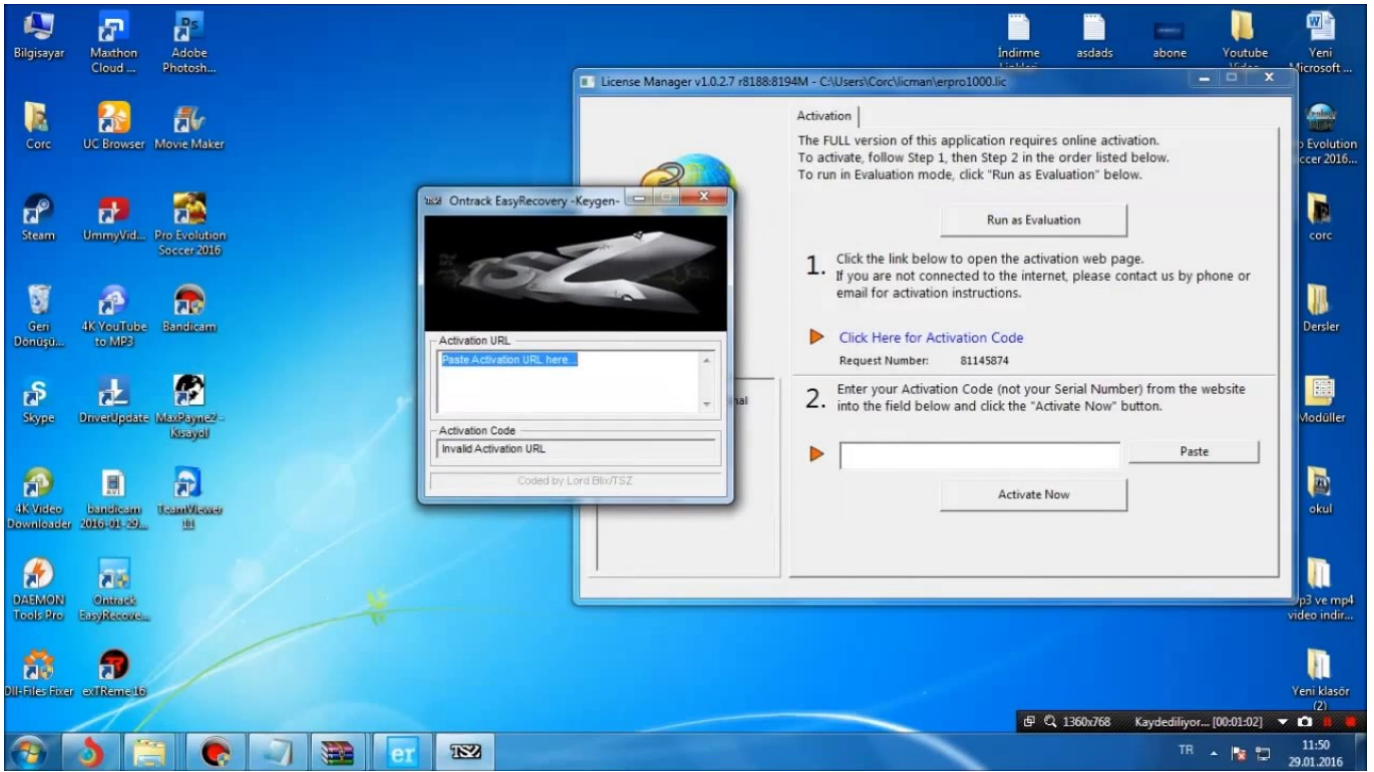 Bilgisayar
Maxthon
Cloud ...
Adobe
Photosh...
Corc
UC Browser
Movie Maker
Steam
UmmyVid...
Pro Evolution
Soccer 2016
Geri
Dönüşü...
4K YouTube
to MP3
Bandicam
Skype
DriverUpdate
MaxPayne2 -
Kısayol
4K Video
Downloader
bandicam
2016-01-29...
TeamViewer
DAEMON
Tools Pro
Ontrack
EasyRecove...
Dll-Files Fixer
exTReme 16
İndirme
asdads
abone
Youtube
Yeni
Microsoft ...
Evolution
ccer 2016...
corc
Dersler
Modüller
okul
p3 ve mp4
video indir...
Yeni klasör
(2)
License Manager v1.0.2.7 r8188:8194M - C:\Users\Corc\licman\erpro1000.lic
Activation
The FULL version of this application requires online activation.
To activate, follow Step 1, then Step 2 in the order listed below.
To run in Evaluation mode, click "Run as Evaluation" below.
Run as Evaluation
1. Click the link below to open the activation web page.
If you are not connected to the internet, please contact us by phone or
email for activation instructions.
Click Here for Activation Code
Request Number: 81145874
2. Enter your Activation Code (not your Serial Number) from the website
into the field below and click the "Activate Now" button.
Paste
Activate Now
nal
TSZ Ontrack EasyRecovery -Keygen-
TSZ
Activation URL
Paste Activation URL here...
Activation Code
Invalid Activation URL
Coded by Lord Blix/TSZ
1360x768 Kaydediliyor... [00:01:02]
er
TSZ
TR
11:50
29.01.2016